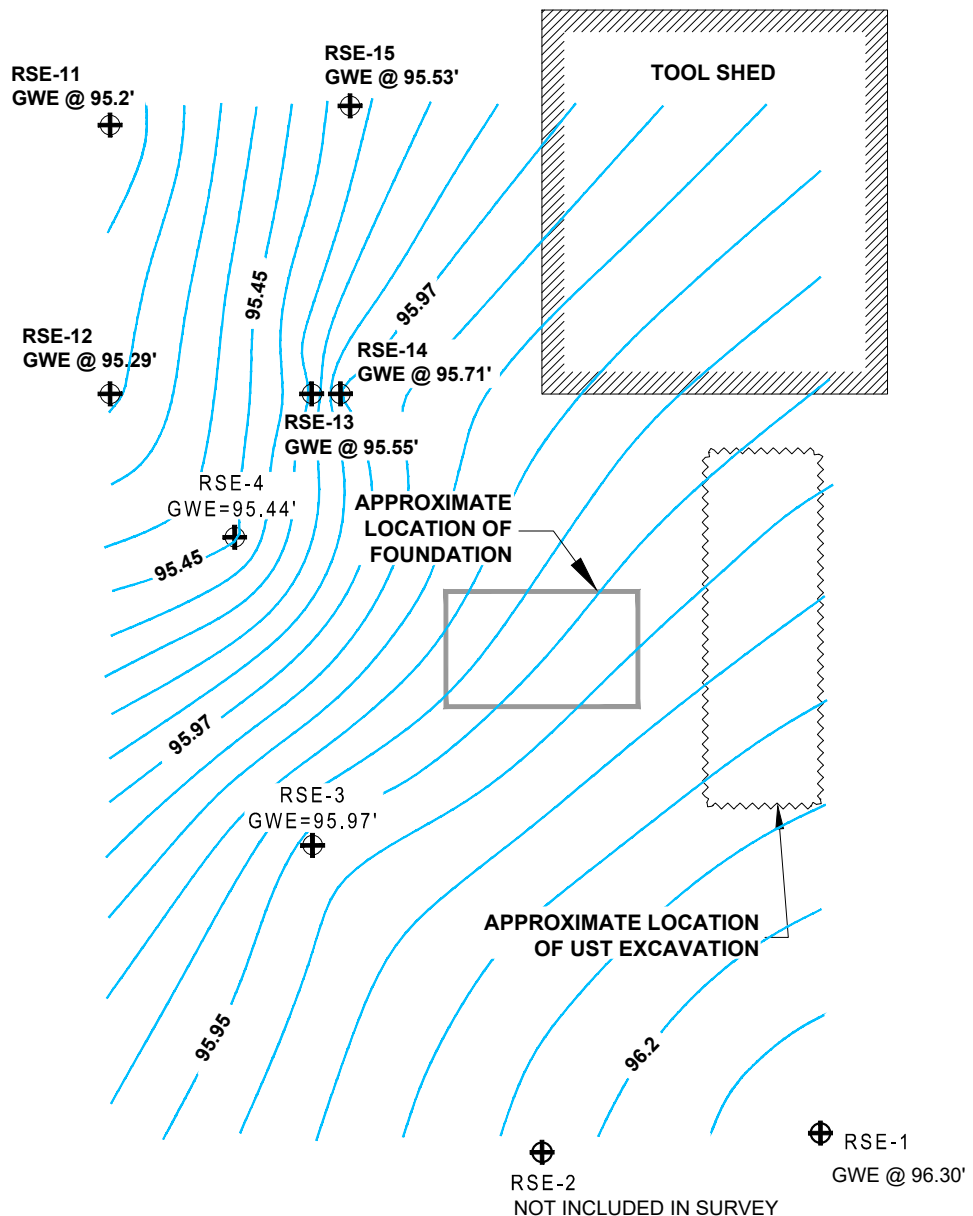 RSE-15
GWE @ 95.53'
RSE-11
GWE @ 95.2'
TOOL SHED
95.45
95.97
RSE-12
GWE @ 95.29'
RSE-14
GWE @ 95.71'
RSE-13
GWE @ 95.55'
RSE-4
GWE=95.44'
APPROXIMATE
LOCATION OF
FOUNDATION
95.45
95.97
RSE-3
GWE=95.97'
APPROXIMATE LOCATION
OF UST EXCAVATION
95.95
96.2
RSE-1
GWE @ 96.30'
RSE-2
NOT INCLUDED IN SURVEY